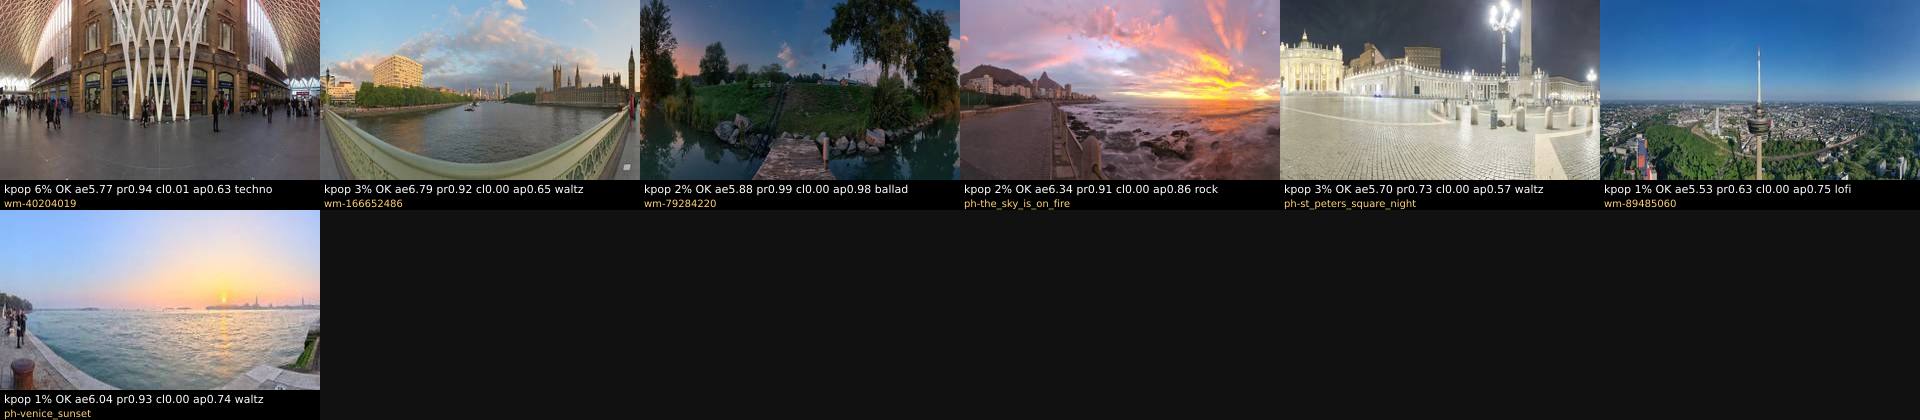 kpop 6% OK ae5.77 pr0.94 cl0.01 ap0.63 techno
wm-40204019
kpop 3% OK ae6.79 pr0.92 cl0.00 ap0.65 waltz
wm-166652486
kpop 2% OK ae5.88 pr0.99 cl0.00 ap0.98 ballad
wm-79284220
kpop 2% OK ae6.34 pr0.91 cl0.00 ap0.86 rock
ph-the_sky_is_on_fire
kpop 3% OK ae5.70 pr0.73 cl0.00 ap0.57 waltz
ph-st_peters_square_night
kpop 1% OK ae5.53 pr0.63 cl0.00 ap0.75 lofi
wm-89485060
kpop 1% OK ae6.04 pr0.93 cl0.00 ap0.74 waltz
ph-venice_sunset